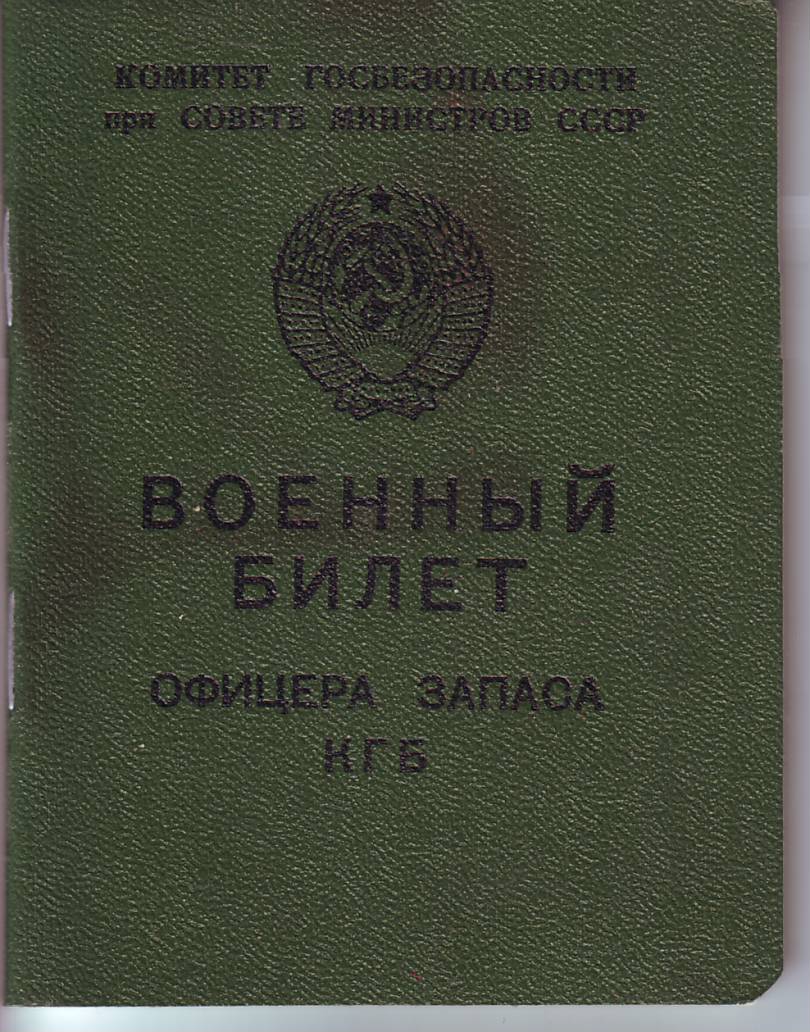 КОМИТЕТ ГОСБЕЗОПАСНОСТИ
при СОВЕТЕ МИНИСТРОВ СССР
ВОЕННЫЙ
БИЛЕТ
ОФИЦЕРА ЗАПАСА
КГБ